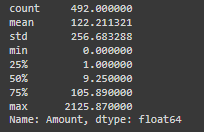 count     492.000000
mean      122.211321
std       256.683288
min         0.000000
25%         1.000000
50%         9.250000
75%       105.890000
max      2125.870000
Name: Amount, dtype: float64